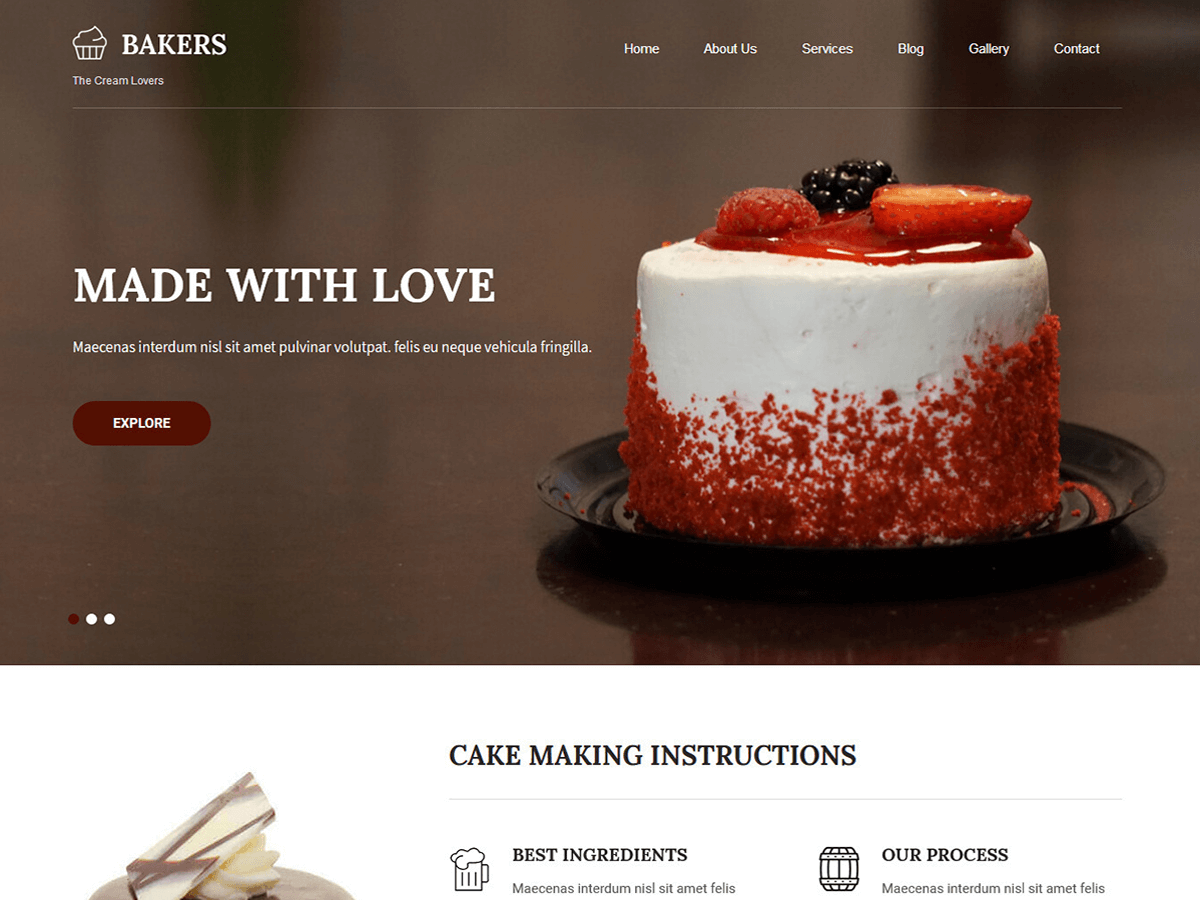 BAKERS
The Cream Lovers
Home About Us Services Blog Gallery Contact
MADE WITH LOVE
Maecenas interdum nisl sit amet pulvinar volutpat. felis eu neque vehicula fringilla.
EXPLORE
CAKE MAKING INSTRUCTIONS
BEST INGREDIENTS
Maecenas interdum nisl sit amet felis
OUR PROCESS
Maecenas interdum nisl sit amet felis